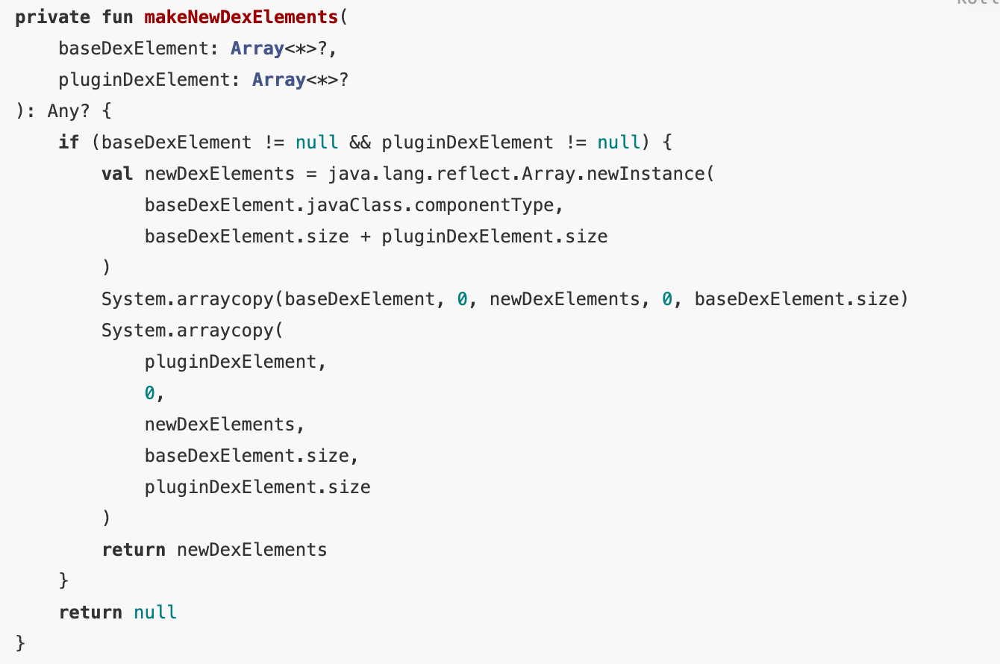 private fun makeNewDexElements(
    baseDexElement: Array<*>?,
    pluginDexElement: Array<*>?
): Any? {
    if (baseDexElement != null && pluginDexElement != null) {
        val newDexElements = java.lang.reflect.Array.newInstance(
            baseDexElement.javaClass.componentType,
            baseDexElement.size + pluginDexElement.size
        )
        System.arraycopy(baseDexElement, 0, newDexElements, 0, baseDexElement.size)
        System.arraycopy(
            pluginDexElement,
            0,
            newDexElements,
            baseDexElement.size,
            pluginDexElement.size
        )
        return newDexElements
    }
    return null
}